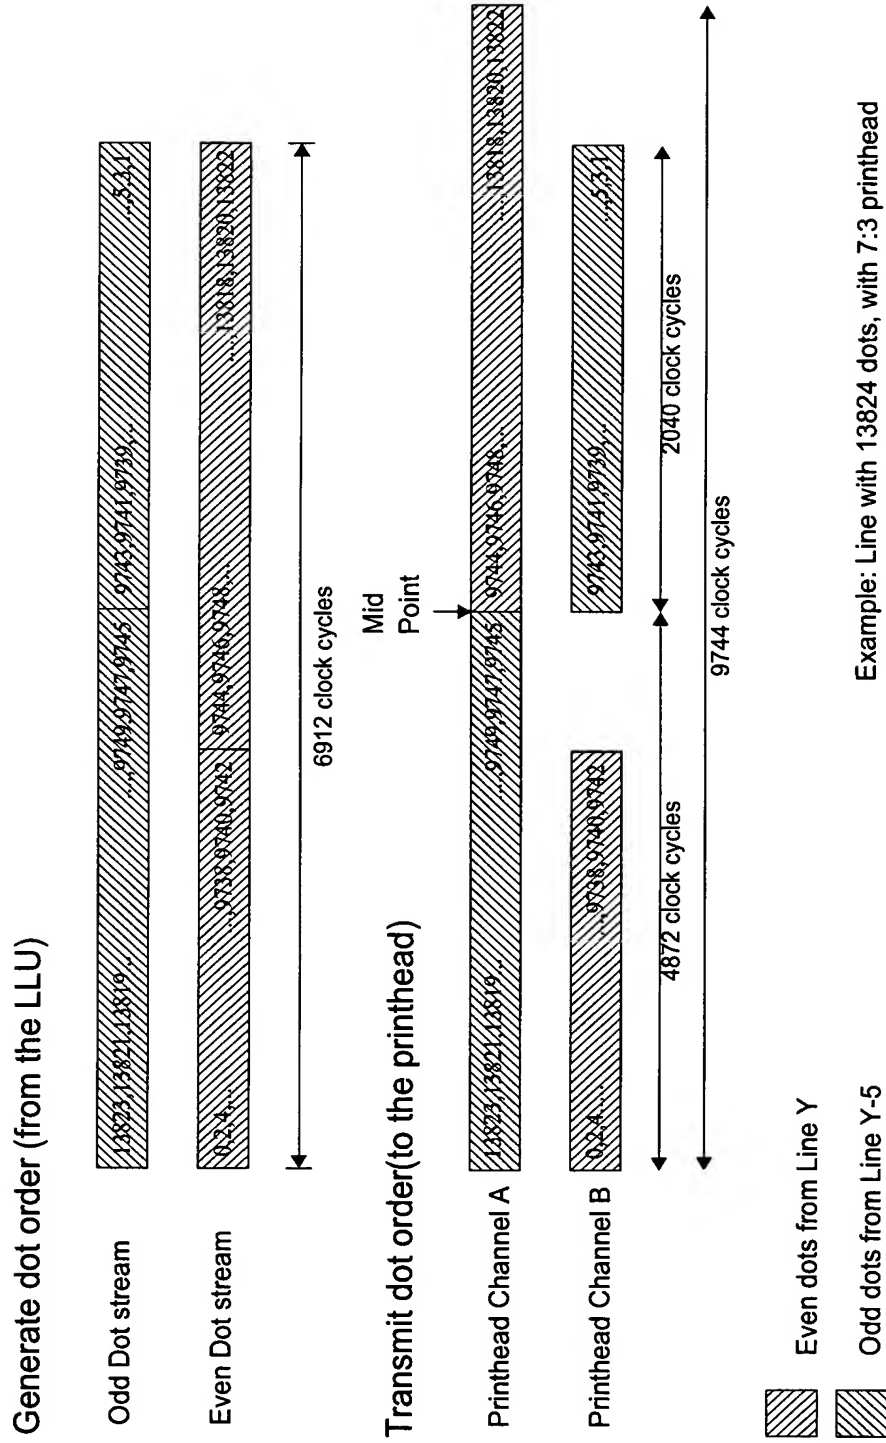 Generate dot order (from the LLU)
Odd Dot stream
13823,13821,13819...
...,9749,9747,9745
9743,9741,9739,...
...,5,3,1
Even Dot stream
0,2,4,...
...,9738,9740,9742
9744,9746,9748,...
...,13818,13820,13822
6912 clock cycles
Transmit dot order(to the printhead)
Mid
Point
Printhead Channel A
13823,13821,13819...
...,9749,9747,9745
9744,9746,9748,...
...,13818,13820,13822
Printhead Channel B
0,2,4....
...,9738,9740,9742
9743,9741,9739,...
...,5,3,1
4872 clock cycles
2040 clock cycles
9744 clock cycles
Even dots from Line Y
Odd dots from Line Y-5
Example: Line with 13824 dots, with 7:3 printhead